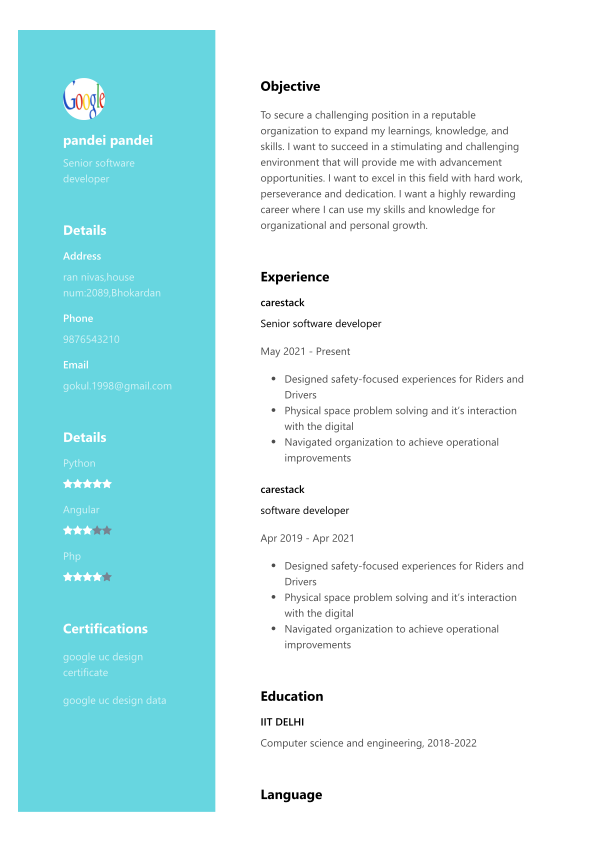 Google
pandei pandei
Senior software
developer
Details
Address
ran nivas,house
num:2089,Bhokardan
Phone
9876543210
Email
gokul.1998@gmail.com
Details
Python
Angular
Php
Certifications
google uc design
certificate
google uc design data
Objective
To secure a challenging position in a reputable
organization to expand my learnings, knowledge, and
skills. I want to succeed in a stimulating and challenging
environment that will provide me with advancement
opportunities. I want to excel in this field with hard work,
perseverance and dedication. I want a highly rewarding
career where I can use my skills and knowledge for
organizational and personal growth.
Experience
carestack
Senior software developer
May 2021 - Present
• Designed safety-focused experiences for Riders and
Drivers
• Physical space problem solving and it's interaction
with the digital
• Navigated organization to achieve operational
improvements
carestack
software developer
Apr 2019 - Apr 2021
• Designed safety-focused experiences for Riders and
Drivers
• Physical space problem solving and it's interaction
with the digital
• Navigated organization to achieve operational
improvements
Education
IIT DELHI
Computer science and engineering, 2018-2022
Language